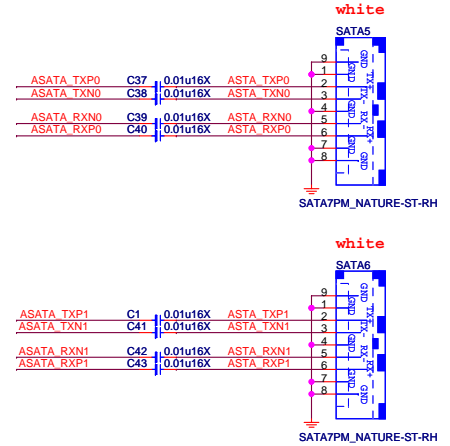 white
SATA5
9
GND
1
GND
ASATA_TXP0 C37 0.01u16X ASTA_TXP0 2 TX+
ASATA_TXN0 C38 0.01u16X ASTA_TXN0 3 TX-
4
GND
ASATA_RXN0 C39 0.01u16X ASTA_RXN0 5 RX-
ASATA_RXP0 C40 0.01u16X ASTA_RXP0 6 RX+
7
GND
8
GND
SATA7PM_NATURE-ST-RH
white
SATA6
9
GND
1
GND
ASATA_TXP1 C1 0.01u16X ASTA_TXP1 2 TX+
ASATA_TXN1 C41 0.01u16X ASTA_TXN1 3 TX-
4
GND
ASATA_RXN1 C42 0.01u16X ASTA_RXN1 5 RX-
ASATA_RXP1 C43 0.01u16X ASTA_RXP1 6 RX+
7
GND
8
GND
SATA7PM_NATURE-ST-RH